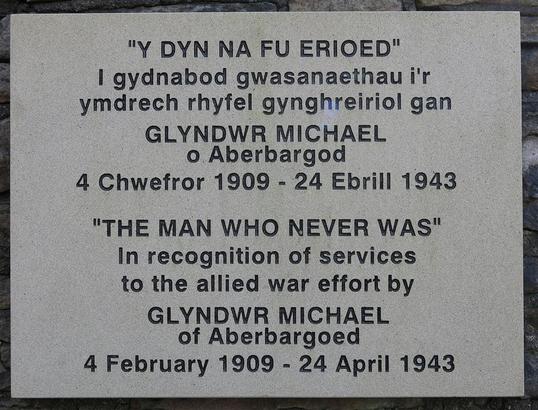 "Y DYN NA FU ERIOED"
I gydnabod gwasanaethau i'r
ymdrech rhyfel gynghreiriol gan
GLYNDWR MICHAEL
o Aberbargod
4 Chwefror 1909 - 24 Ebrill 1943
"THE MAN WHO NEVER WAS"
In recognition of services
to the allied war effort by
GLYNDWR MICHAEL
of Aberbargoed
4 February 1909 - 24 April 1943